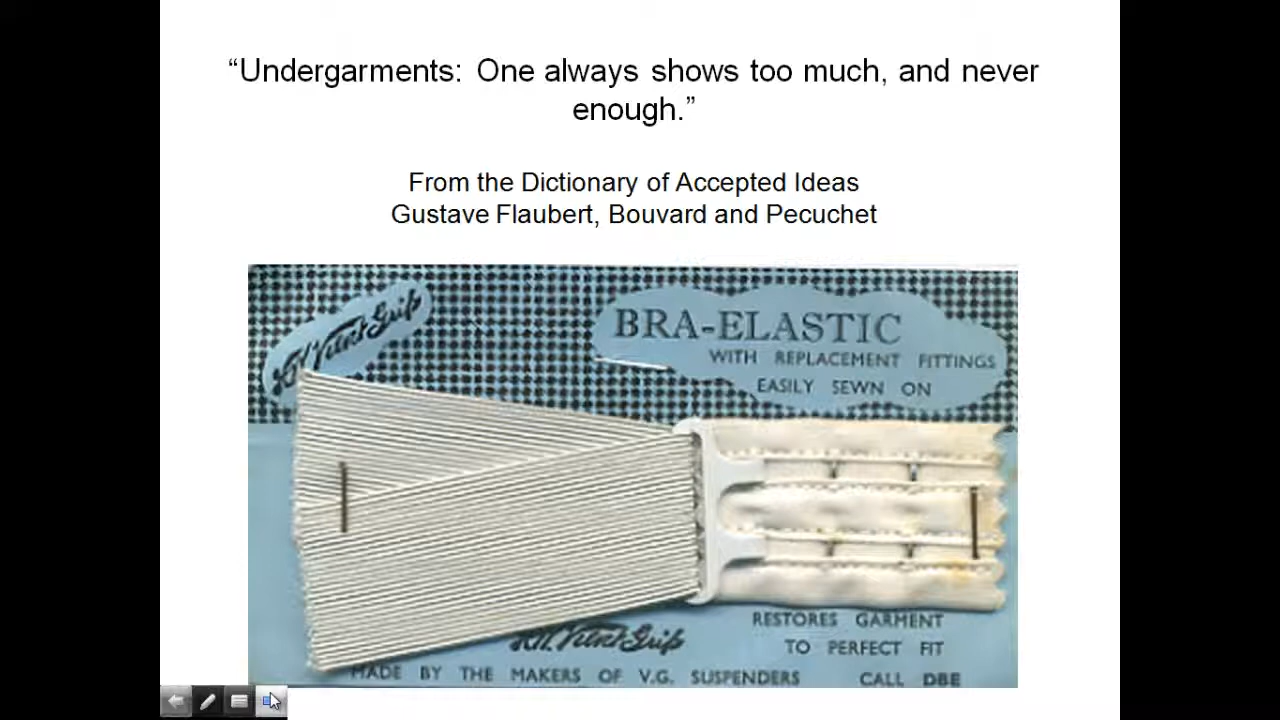 “Undergarments: One always shows too much, and never
enough.”
From the Dictionary of Accepted Ideas
Gustave Flaubert, Bouvard and Pecuchet
BRA-ELASTIC
WITH REPLACEMENT FITTINGS
EASILY SEWN ON
RESTORES GARMENT
TO PERFECT FIT
MADE BY THE MAKERS OF V.G. SUSPENDERS CALL DBE